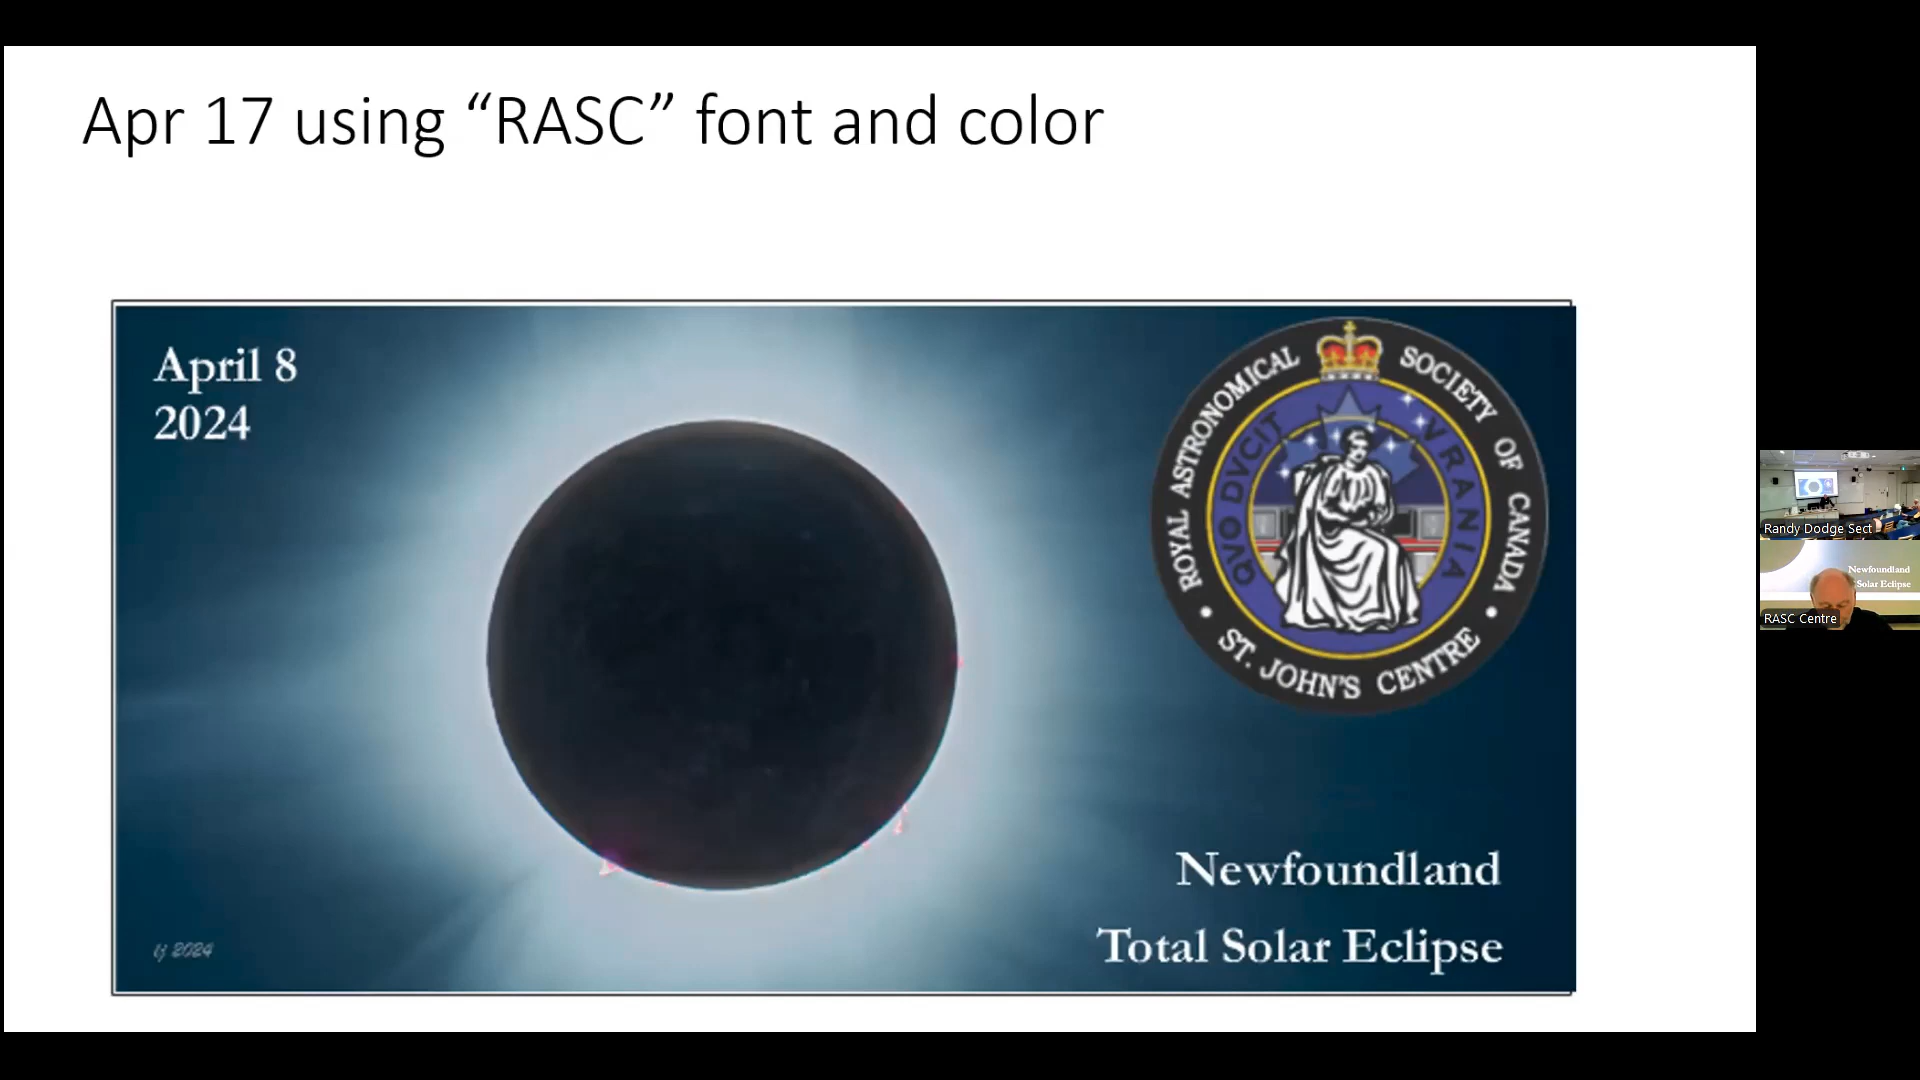 Apr 17 using “RASC” font and color
April 8
2024
ROYAL ASTRONOMICAL SOCIETY OF CANADA
QVO DVCIT VRANIA
• ST. JOHN'S CENTRE •
Newfoundland
Total Solar Eclipse
lj 2024
Randy Dodge Sect
Newfoundland
Solar Eclipse
RASC Centre